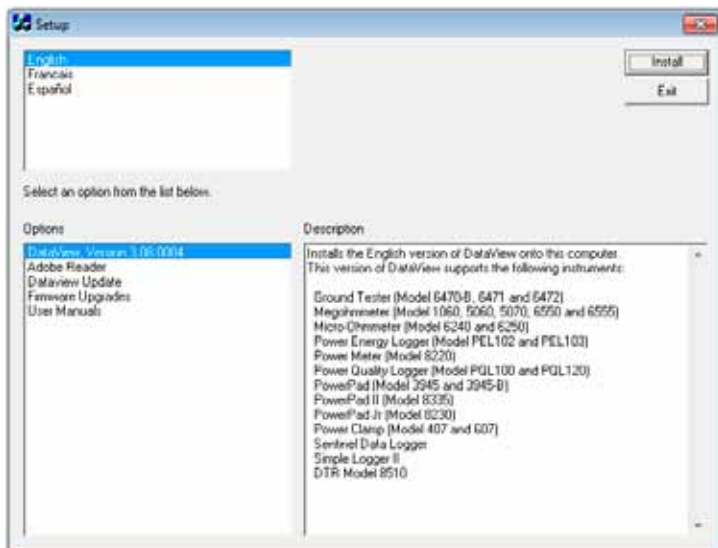 Setup
English
Francais
Español
Install
Exit
Select an option from the list below.
Options
Description
DataView, Version 3.08.0004
Adobe Reader
Dataview Update
Firmware Upgrades
User Manuals
Installs the English version of DataView onto this computer.
This version of DataView supports the following instruments:
Ground Tester (Model 6470-B, 6471 and 6472)
Megohmmeter (Model 1060, 5060, 5070, 6550 and 6555)
Micro-Ohmmeter (Model 6240 and 6250)
Power Energy Logger (Model PEL102 and PEL103)
Power Meter (Model 8220)
Power Quality Logger (Model PQL100 and PQL120)
PowerPad (Model 3945 and 3945-B)
PowerPad II (Model 8335)
PowerPad Jr (Model 8230)
Power Clamp (Model 407 and 607)
Sentinel Data Logger
Simple Logger II
DTR Model 8510